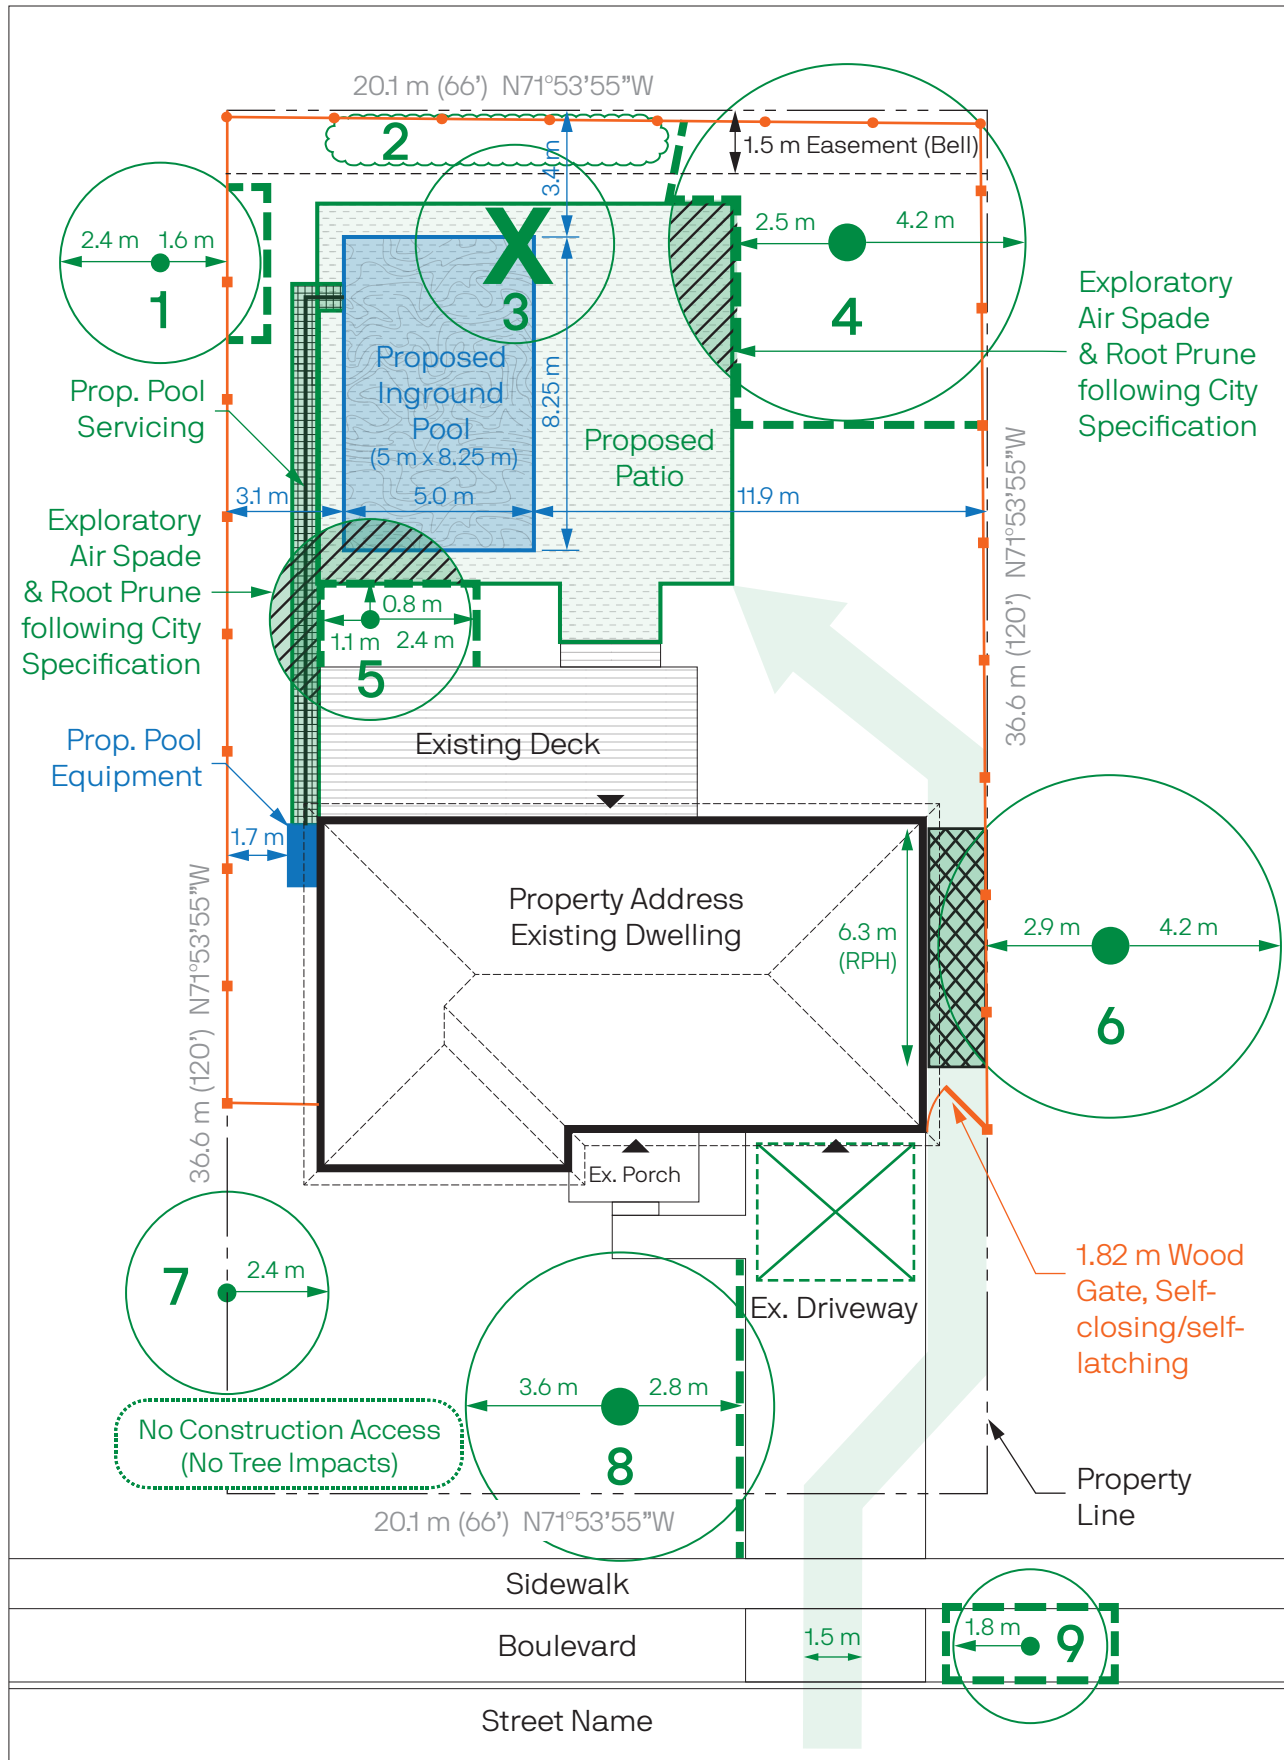 20.1 m (66’) N71°53’55”W
2
1.5 m Easement (Bell)
3.4 m
2.4 m
1.6 m
1
X
3
2.5 m
4.2 m
4
Exploratory
Air Spade
& Root Prune
following City
Specification
Proposed
Inground
Pool
(5 m x 8.25 m)
8.25 m
Prop. Pool
Servicing
Proposed
Patio
3.1 m
5.0 m
11.9 m
36.6 m (120’) N71°53’55”W
Exploratory
Air Spade
& Root Prune
following City
Specification
0.8 m
1.1 m
2.4 m
5
Existing Deck
Prop. Pool
Equipment
1.7 m
Property Address
Existing Dwelling
6.3 m
(RPH)
2.9 m
4.2 m
6
36.6 m (120’) N71°53’55”W
Ex. Porch
7
2.4 m
Ex. Driveway
1.82 m Wood
Gate, Self-
closing/self-
latching
3.6 m
2.8 m
8
No Construction Access
(No Tree Impacts)
Property
Line
20.1 m (66’) N71°53’55”W
Sidewalk
Boulevard
1.5 m
1.8 m
9
Street Name